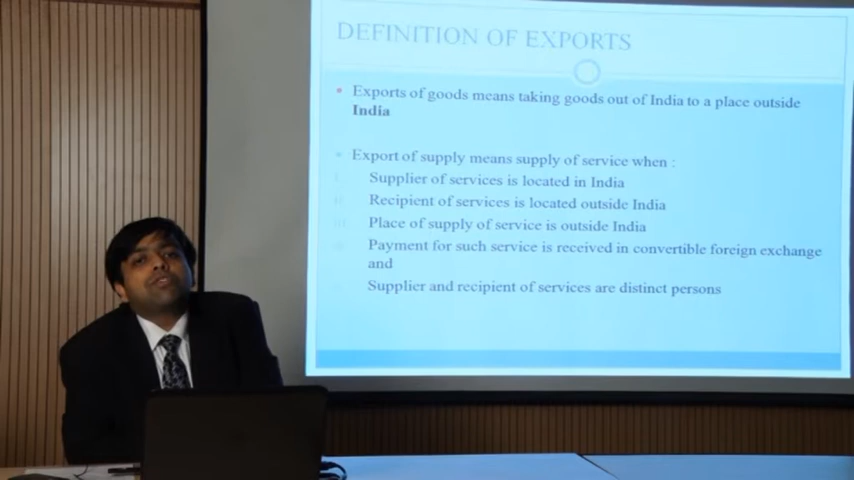 DEFINITION OF EXPORTS
Exports of goods means taking goods out of India to a place outside
India
Export of supply means supply of service when :
Supplier of services is located in India
Recipient of services is located outside India
Place of supply of service is outside India
Payment for such service is received in convertible foreign exchange
and
Supplier and recipient of services are distinct persons